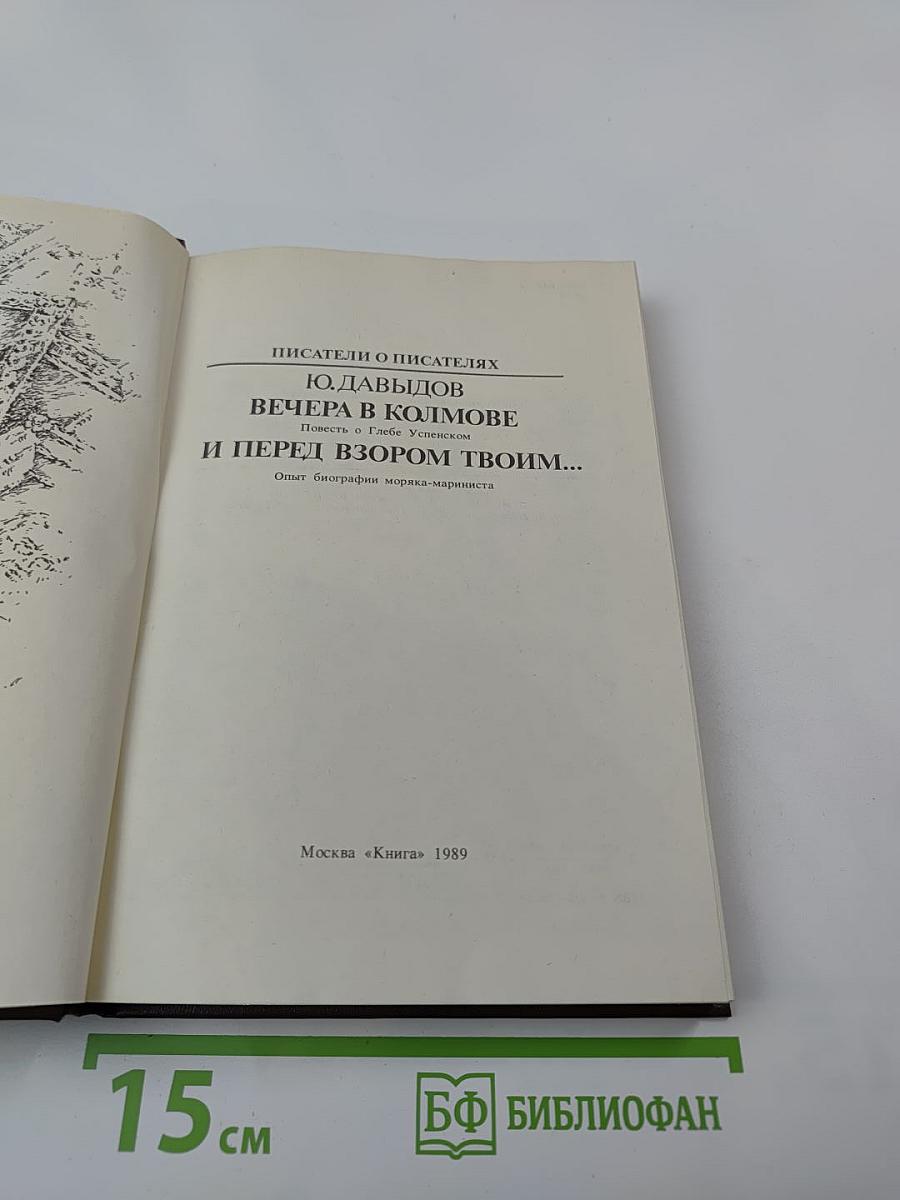 ПИСАТЕЛИ О ПИСАТЕЛЯХ
Ю. ДАВЫДОВ
ВЕЧЕРА В КОЛМОВЕ
Повесть о Глебе Успенском
И ПЕРЕД ВЗОРОМ ТВОИМ...
Опыт биографии моряка-мариниста
Москва «Книга» 1989
15 см
БФ БИБЛИОФАН